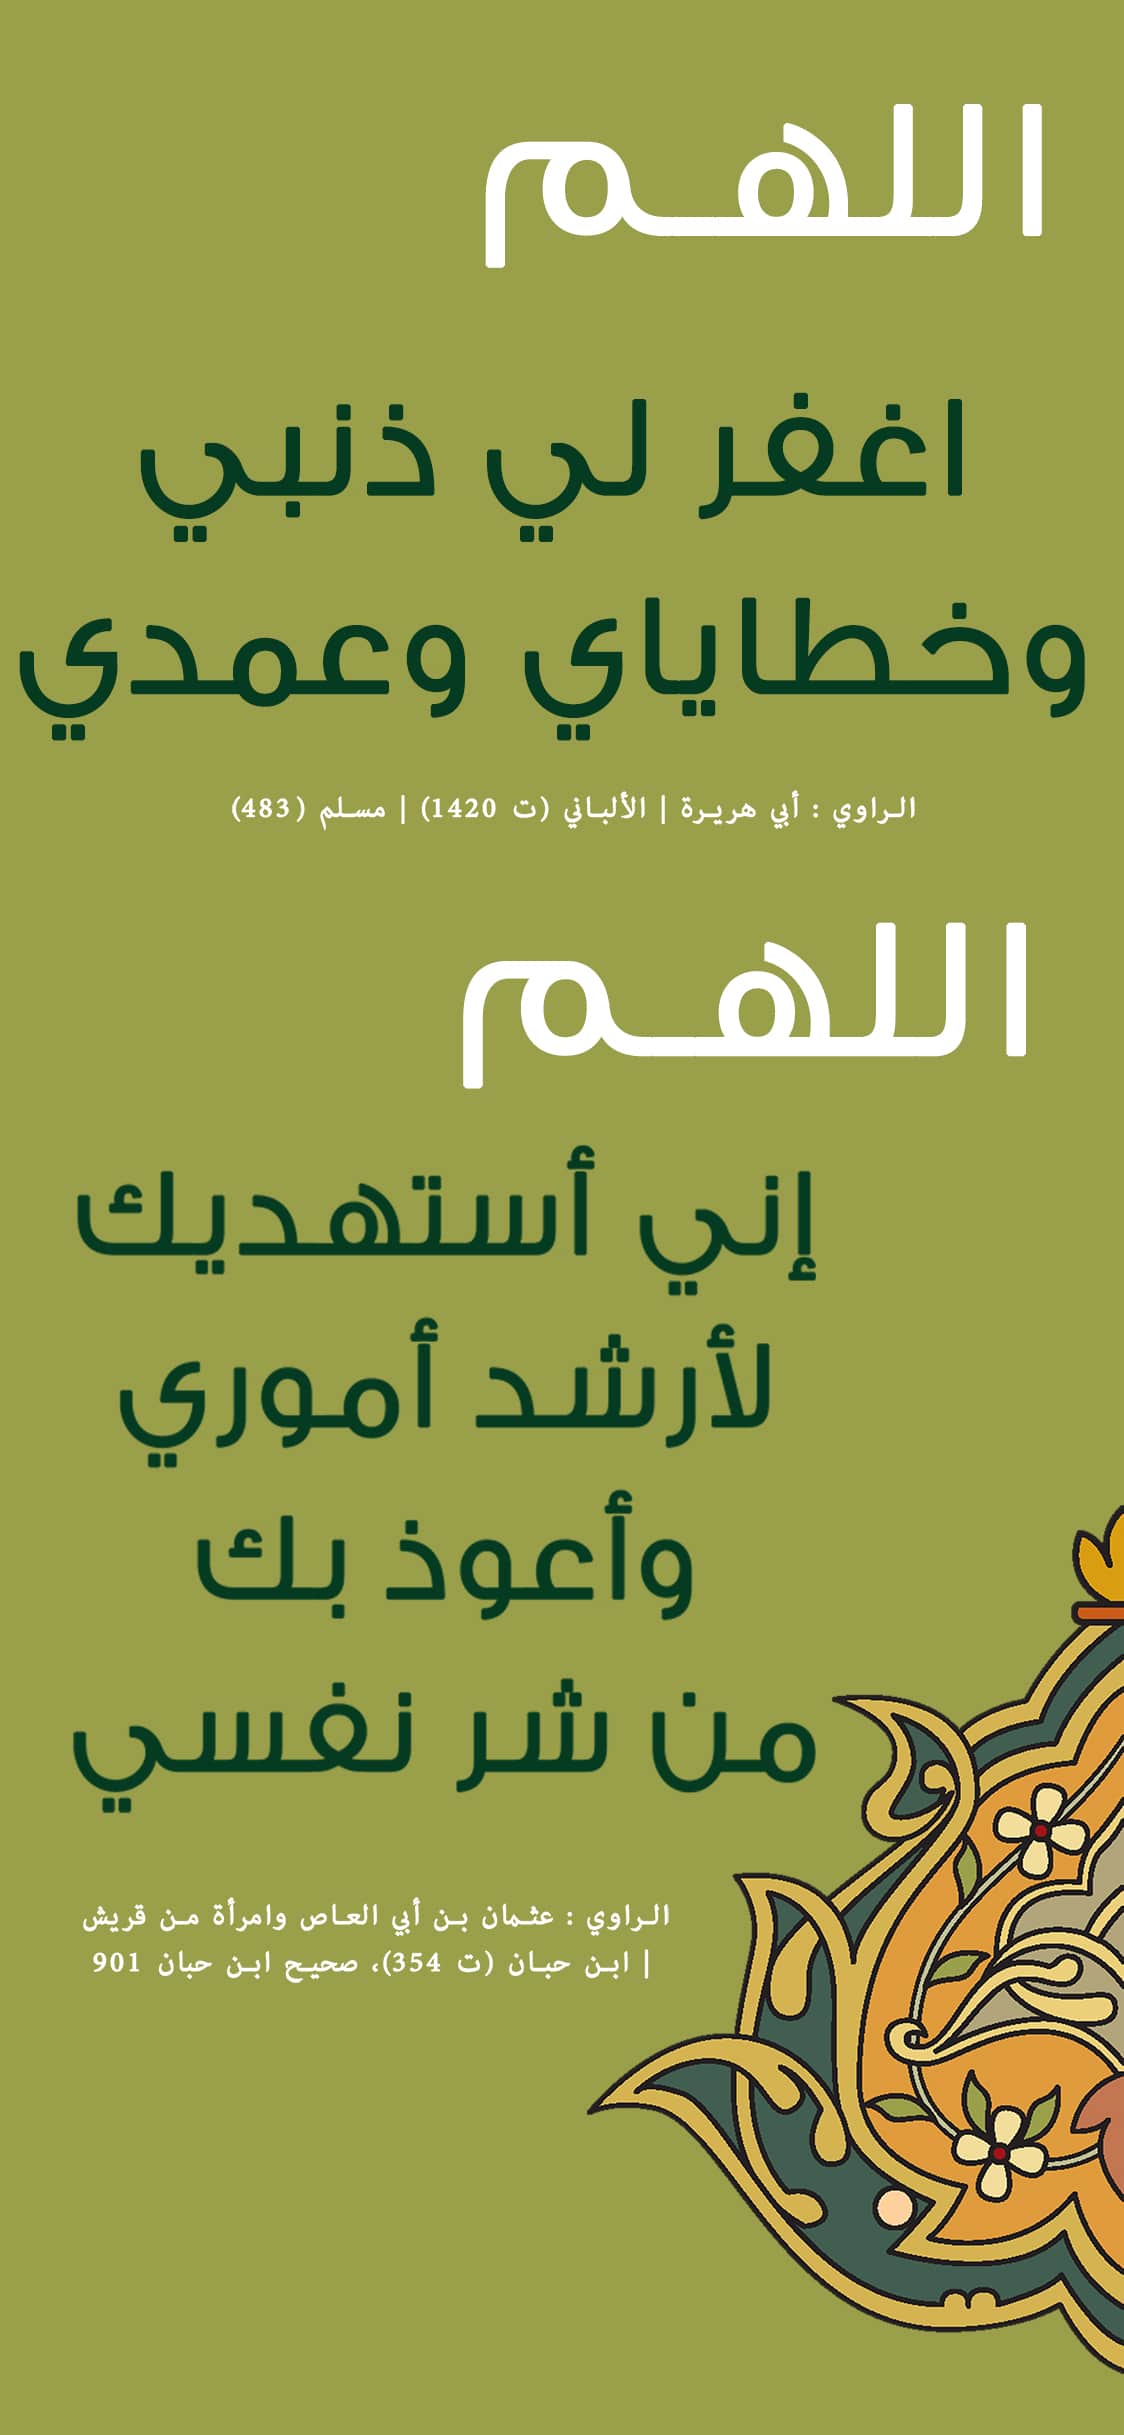 اللهم
اغفر لي ذنبي
وخطاياي وعمدي
الراوي : أبي هريرة | الألباني (ت 1420) | مسلم (483)
اللهم
إني أستهديك
لأرشد أموري
وأعوذ بك
من شر نفسي
الراوي : عثمان بن أبي العاص وامرأة من قريش
| ابن حبان (ت 354)، صحيح ابن حبان 901